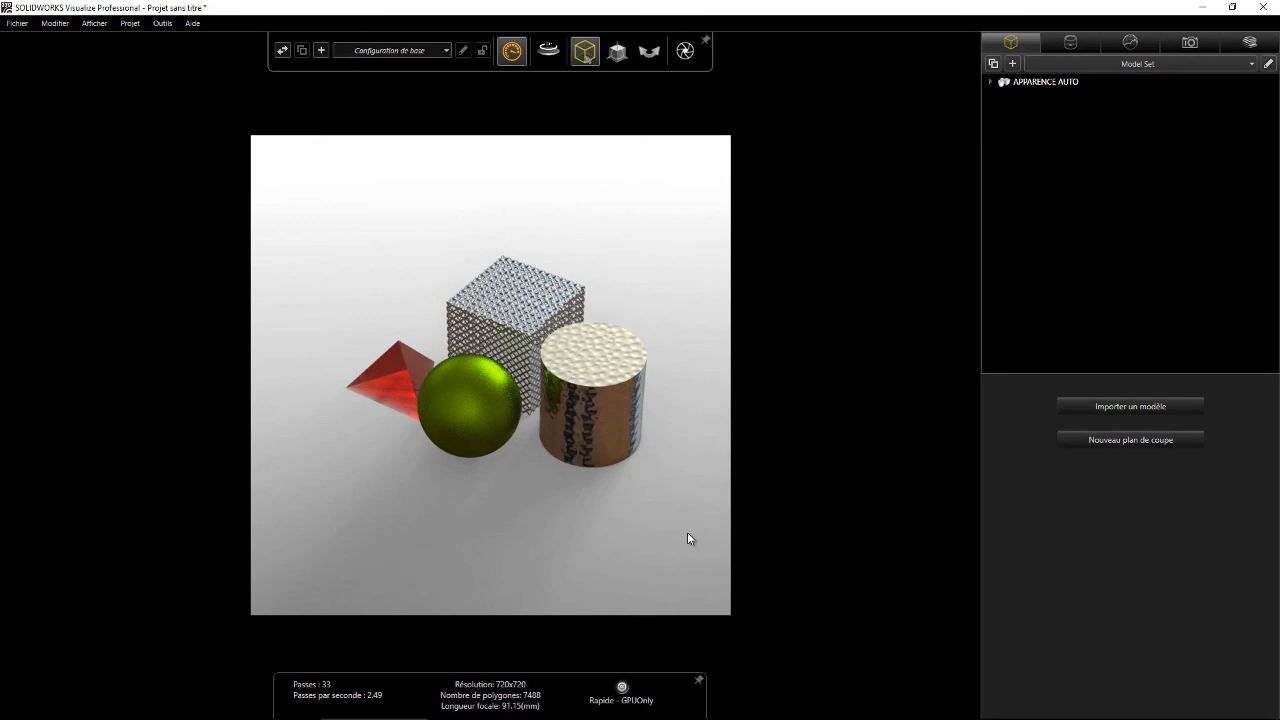 SOLIDWORKS Visualize Professional - Projet sans titre *
Fichier Modifier Afficher Projet Outils Aide
Configuration de base
Model Set
APPARENCE AUTO
Importer un modèle
Nouveau plan de coupe
Passes : 33
Passes par seconde : 2.49
Résolution: 720x720
Nombre de polygones: 7488
Longueur focale: 91.15(mm)
Rapide - GPUOnly